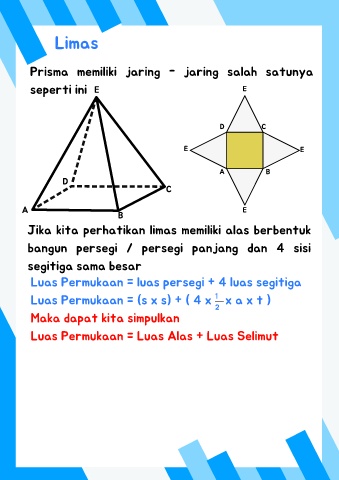 Limas
Prisma memiliki jaring - jaring salah satunya
seperti ini
E
D
C
A
B
E
D
C
E
E
A
B
E
Jika kita perhatikan limas memiliki alas berbentuk
bangun persegi / persegi panjang dan 4 sisi
segitiga sama besar
Luas Permukaan = luas persegi + 4 luas segitiga
Luas Permukaan = (s x s) + ( 4 x 1/2 x a x t )
Maka dapat kita simpulkan
Luas Permukaan = Luas Alas + Luas Selimut